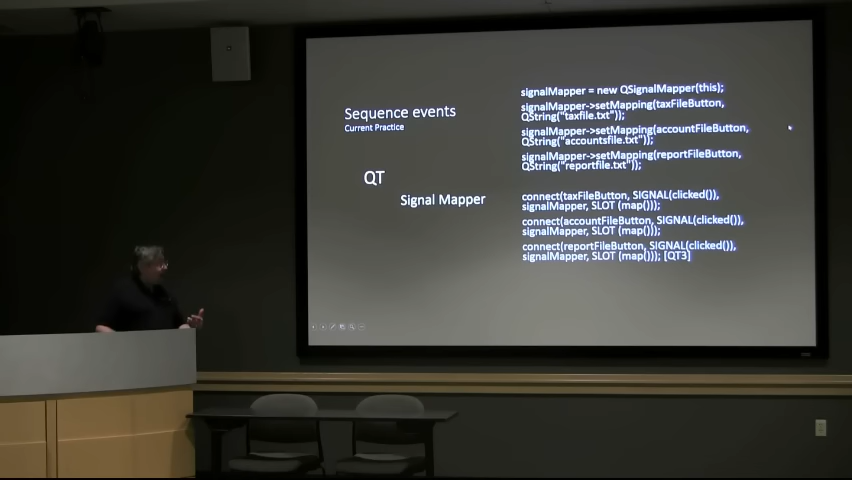 Sequence events
Current Practice
QT
Signal Mapper
signalMapper = new QSignalMapper(this);
signalMapper->setMapping(taxFileButton,
QString("taxfile.txt"));
signalMapper->setMapping(accountFileButton,
QString("accountsfile.txt"));
signalMapper->setMapping(reportFileButton,
QString("reportfile.txt"));
connect(taxFileButton, SIGNAL(clicked()),
signalMapper, SLOT (map()));
connect(accountFileButton, SIGNAL(clicked()),
signalMapper, SLOT (map()));
connect(reportFileButton, SIGNAL(clicked()),
signalMapper, SLOT (map())); [QT3]